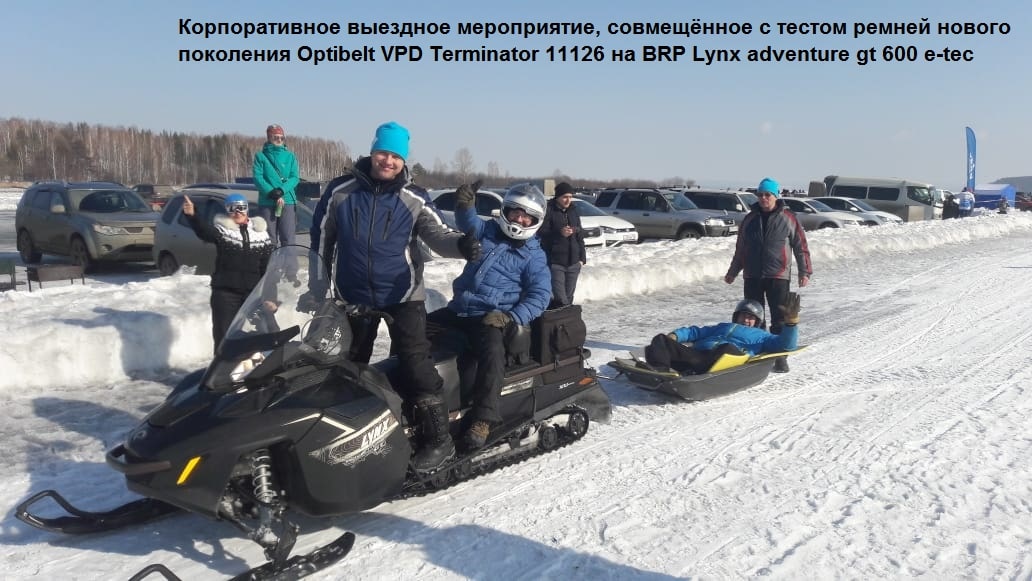 Корпоративное выездное мероприятие, совмещённое с тестом ремней нового
поколения Optibelt VPD Terminator 11126 на BRP Lynx adventure gt 600 e-tec
LYNX